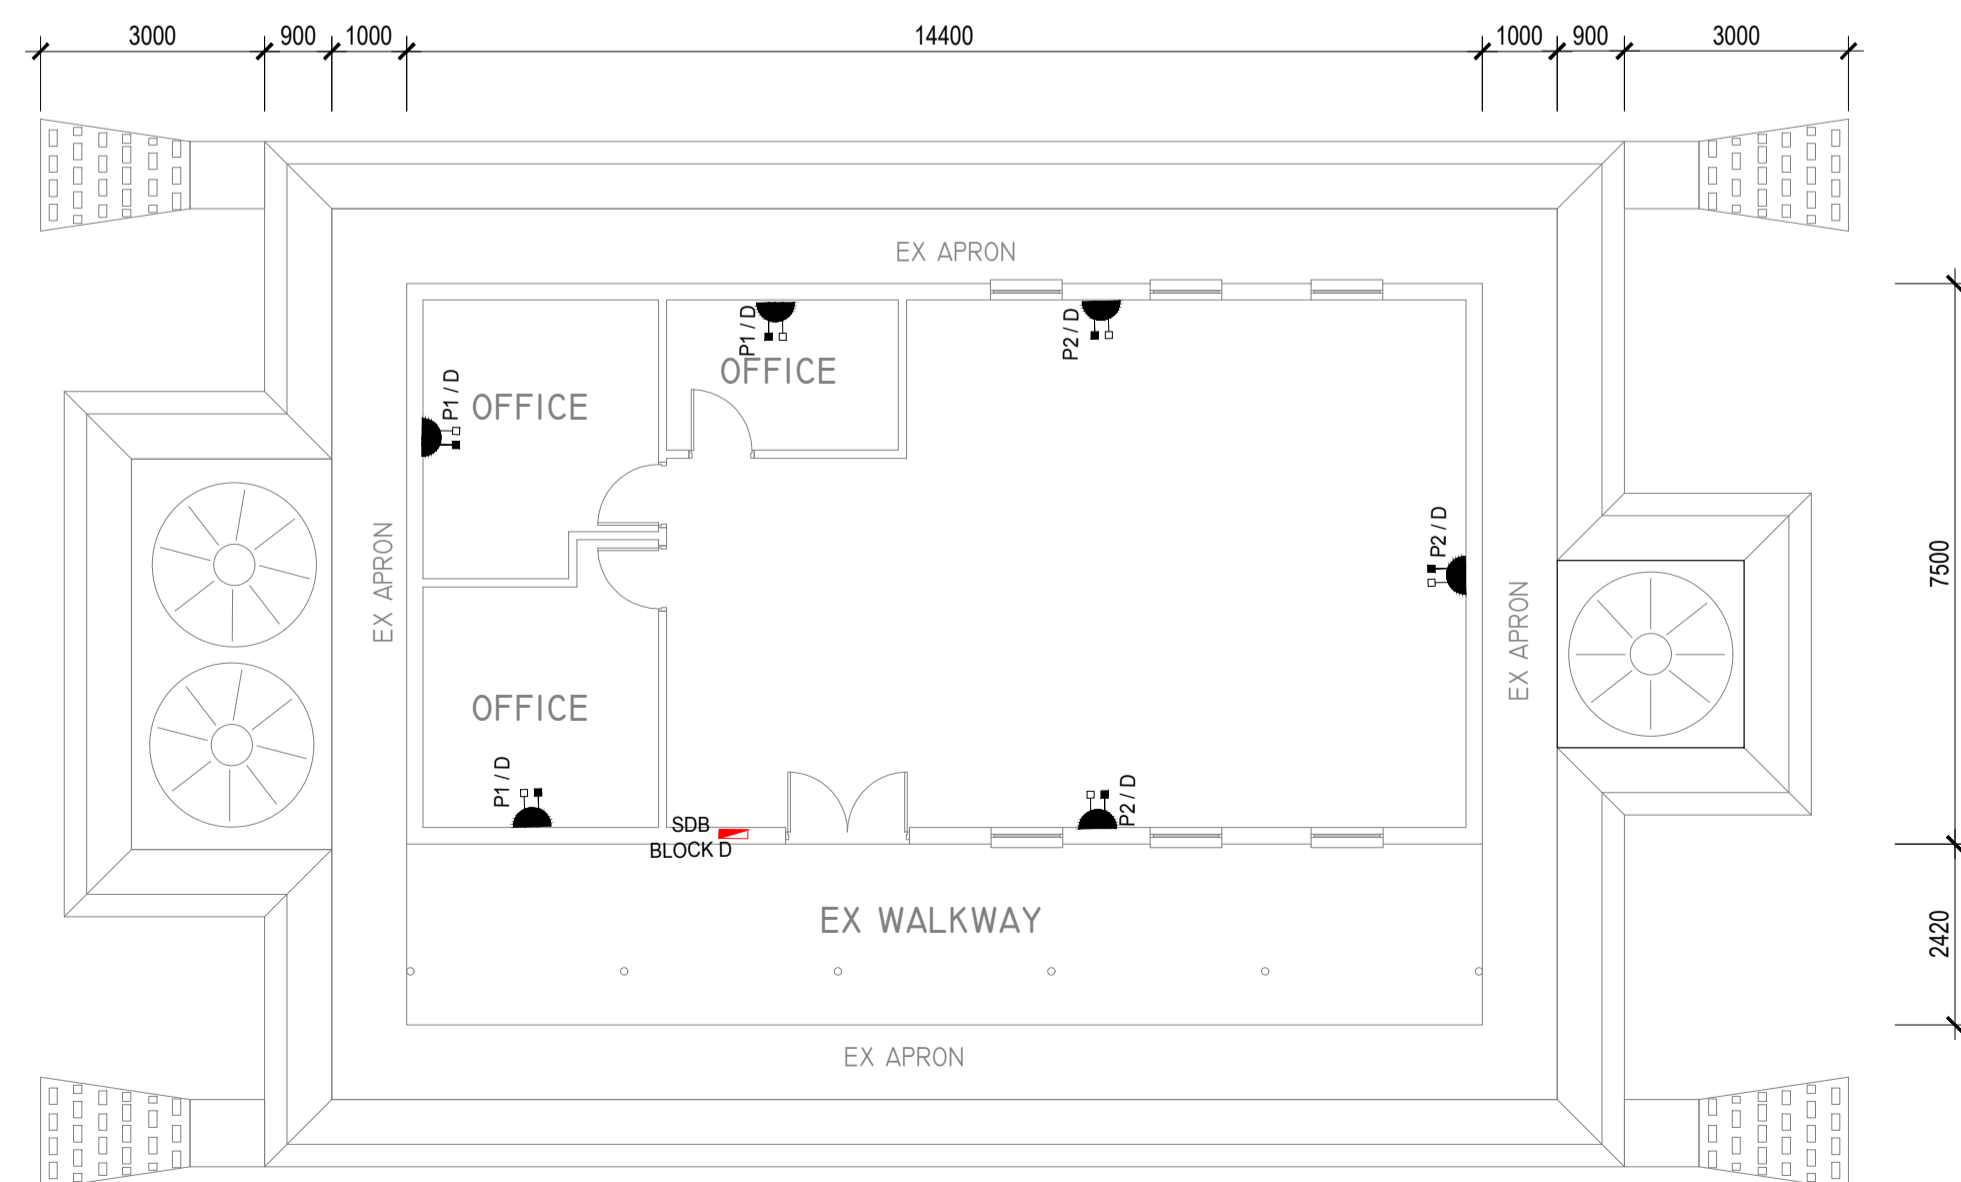 3000
900
1000
14400
1000
900
3000
EX APRON
P1 / D
P2 / D
OFFICE
P1 / D
OFFICE
P2 / D
EX APRON
7500
EX APRON
OFFICE
P1 / D
P2 / D
SDB
BLOCK D
EX WALKWAY
2420
EX APRON